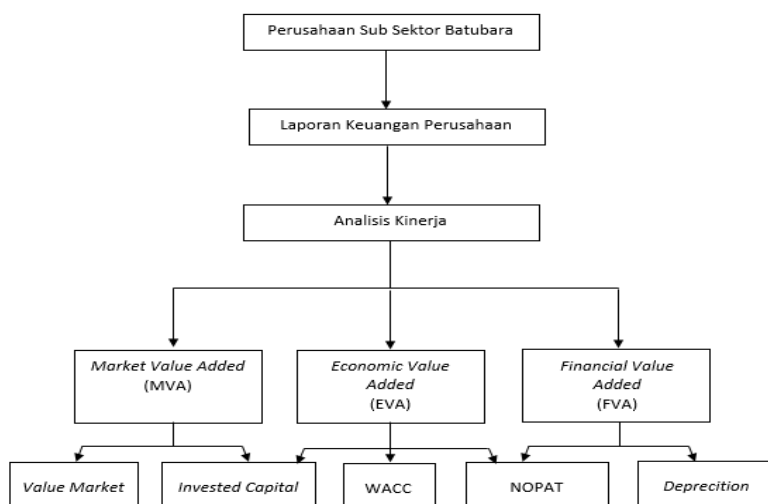 Perusahaan Sub Sektor Batubara
Laporan Keuangan Perusahaan
Analisis Kinerja
Market Value Added
(MVA)
Economic Value
Added
(EVA)
Financial Value
Added
(FVA)
Value Market
Invested Capital
WACC
NOPAT
Deprecition